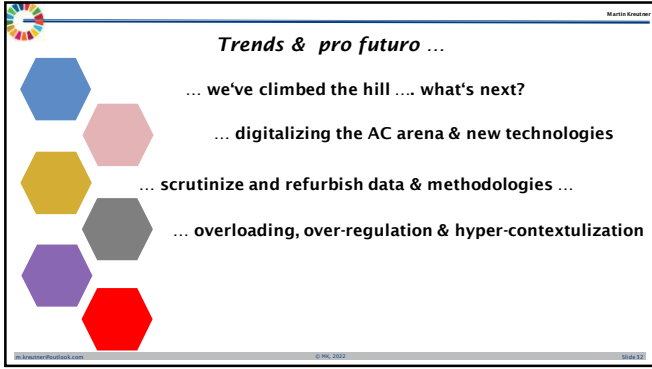 Martin Kreutner
Trends & pro futuro …
… we‘ve climbed the hill …. what‘s next?
… digitalizing the AC arena & new technologies
… scrutinize and refurbish data & methodologies …
… overloading, over-regulation & hyper-contextulization
m.kreutner@outlook.com
© MK, 2022
Slide 32